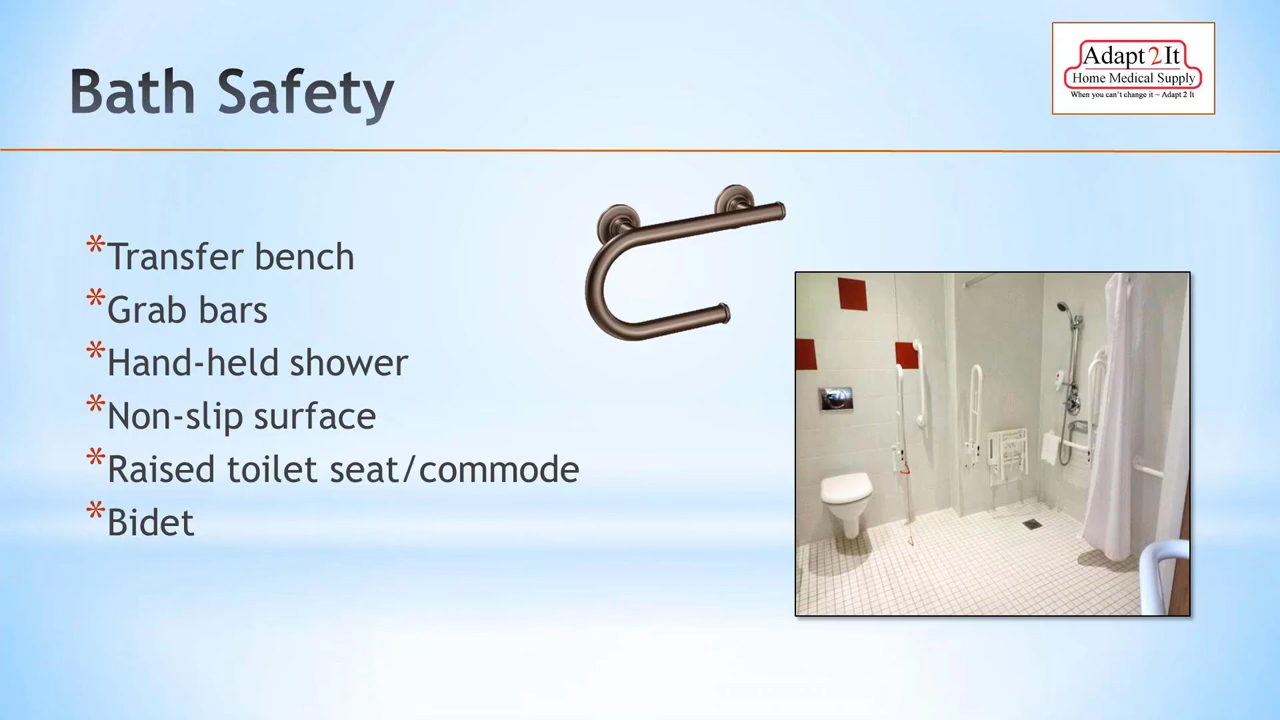 Bath Safety
Adapt 2 It
Home Medical Supply
When you can't change it ~ Adapt 2 It
*Transfer bench
*Grab bars
*Hand-held shower
*Non-slip surface
*Raised toilet seat/commode
*Bidet